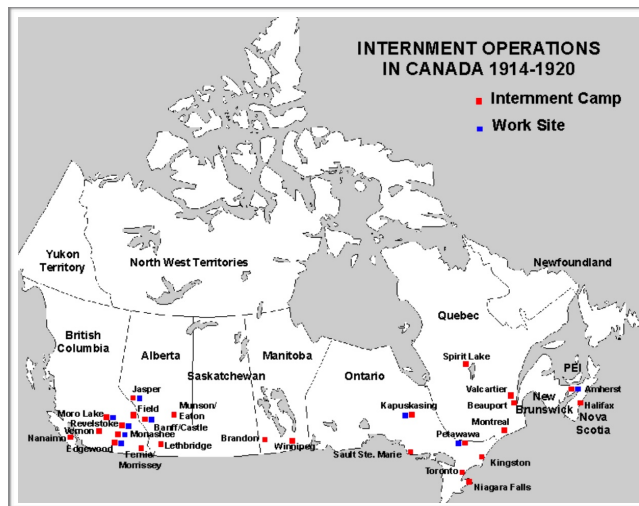 INTERNMENT OPERATIONS
IN CANADA 1914-1920
Internment Camp
Work Site
Yukon
Territory
North West Territories
Newfoundland
British
Columbia
Alberta
Saskatchewan
Manitoba
Ontario
Quebec
PEI
New
Brunswick
Nova
Scotia
Jasper
Field
Munson/
Eaton
Moro Lake
Revelstoke
Banff/Castle
Vernon
Monashee
Nanaimo
Edgewood
Fernie/
Morrissey
Lethbridge
Brandon
Winnipeg
Kapuskasing
Sault Ste. Marie
Spirit Lake
Valcartier
Beauport
Montreal
Petawawa
Kingston
Toronto
Niagara Falls
Amherst
Halifax